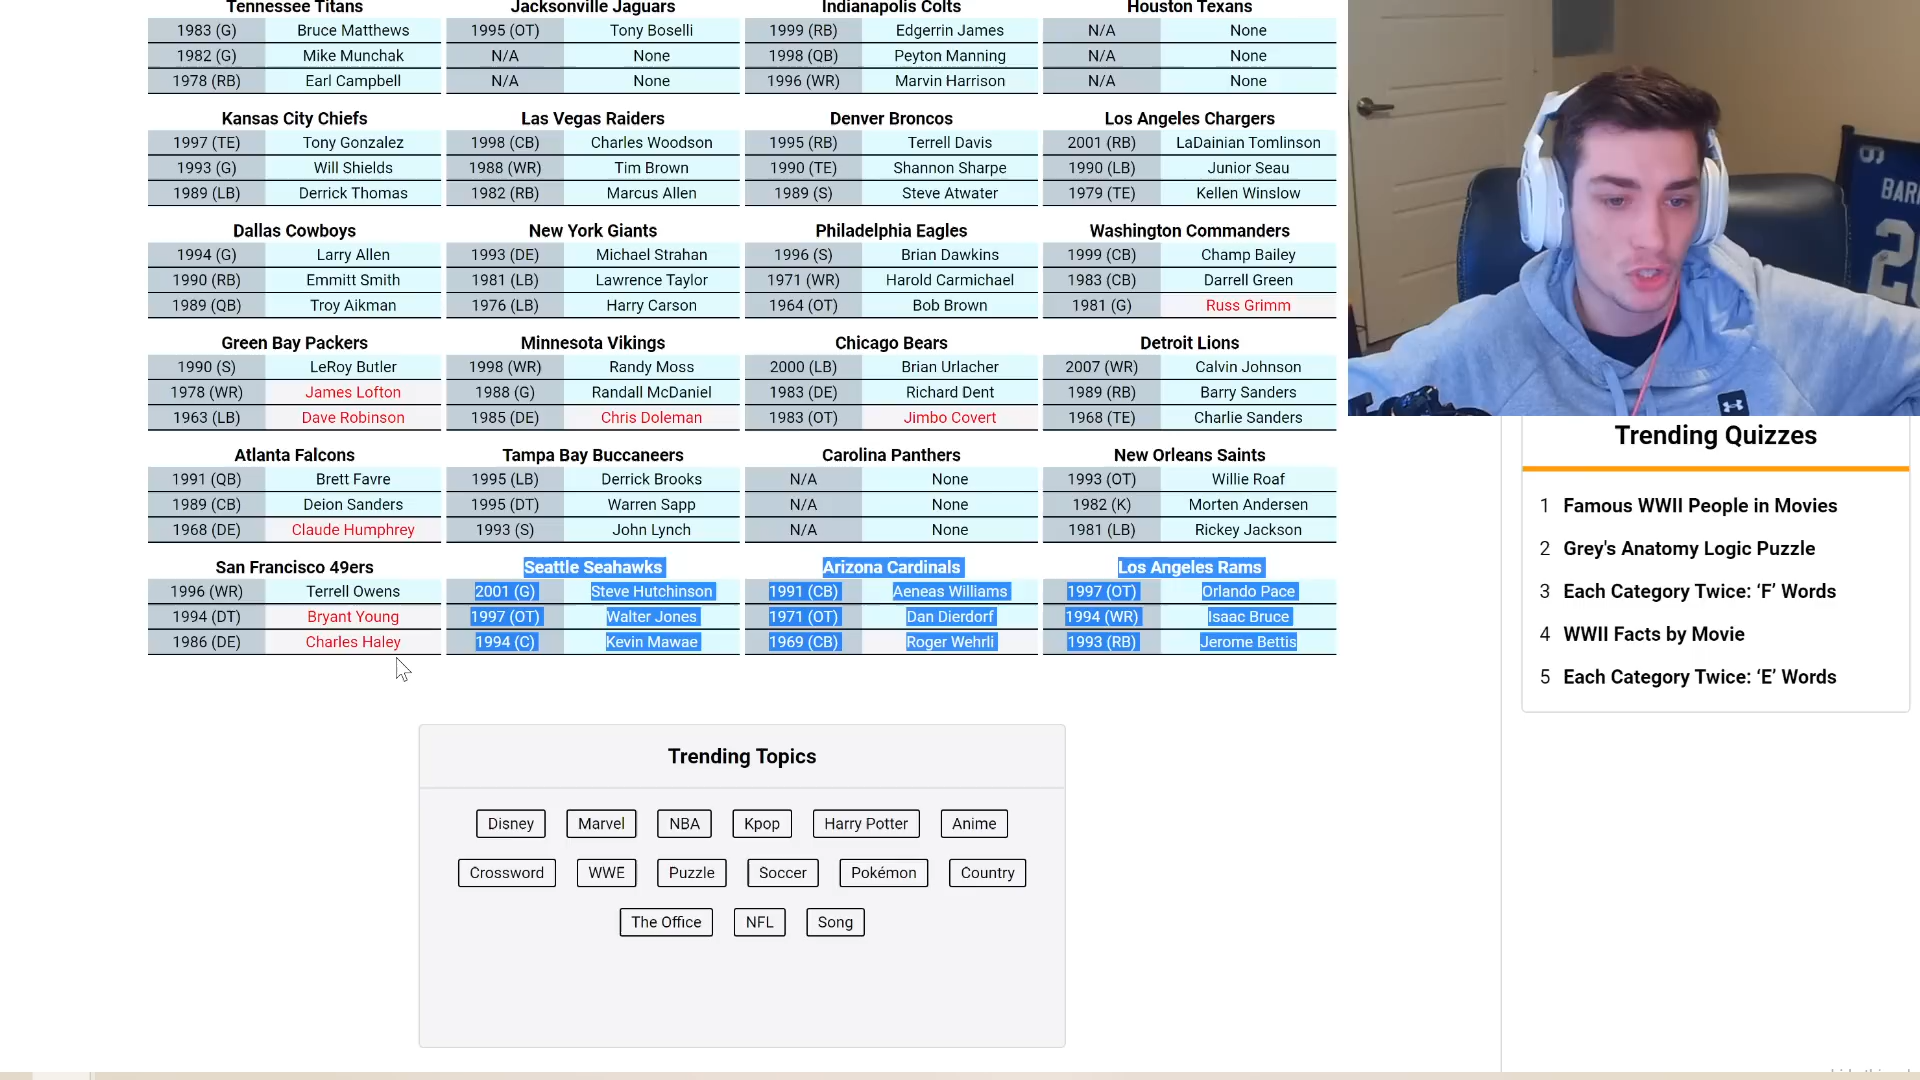 Tennessee Titans Jacksonville Jaguars Indianapolis Colts Houston Texans
1983 (G) Bruce Matthews 1995 (OT) Tony Boselli 1999 (RB) Edgerrin James N/A None
1982 (G) Mike Munchak N/A None 1998 (QB) Peyton Manning N/A None
1978 (RB) Earl Campbell N/A None 1996 (WR) Marvin Harrison N/A None
Kansas City Chiefs Las Vegas Raiders Denver Broncos Los Angeles Chargers
1997 (TE) Tony Gonzalez 1998 (CB) Charles Woodson 1995 (RB) Terrell Davis 2001 (RB) LaDainian Tomlinson
1993 (G) Will Shields 1988 (WR) Tim Brown 1990 (TE) Shannon Sharpe 1990 (LB) Junior Seau
1989 (LB) Derrick Thomas 1982 (RB) Marcus Allen 1989 (S) Steve Atwater 1979 (TE) Kellen Winslow
Dallas Cowboys New York Giants Philadelphia Eagles Washington Commanders
1994 (G) Larry Allen 1993 (DE) Michael Strahan 1996 (S) Brian Dawkins 1999 (CB) Champ Bailey
1990 (RB) Emmitt Smith 1981 (LB) Lawrence Taylor 1971 (WR) Harold Carmichael 1983 (CB) Darrell Green
1989 (QB) Troy Aikman 1976 (LB) Harry Carson 1964 (OT) Bob Brown 1981 (G) Russ Grimm
Green Bay Packers Minnesota Vikings Chicago Bears Detroit Lions
1990 (S) LeRoy Butler 1998 (WR) Randy Moss 2000 (LB) Brian Urlacher 2007 (WR) Calvin Johnson
1978 (WR) James Lofton 1988 (G) Randall McDaniel 1983 (DE) Richard Dent 1989 (RB) Barry Sanders
1963 (LB) Dave Robinson 1985 (DE) Chris Doleman 1983 (OT) Jimbo Covert 1968 (TE) Charlie Sanders
Atlanta Falcons Tampa Bay Buccaneers Carolina Panthers New Orleans Saints
1991 (QB) Brett Favre 1995 (LB) Derrick Brooks N/A None 1993 (OT) Willie Roaf
1989 (CB) Deion Sanders 1995 (DT) Warren Sapp N/A None 1982 (K) Morten Andersen
1968 (DE) Claude Humphrey 1993 (S) John Lynch N/A None 1981 (LB) Rickey Jackson
San Francisco 49ers Seattle Seahawks Arizona Cardinals Los Angeles Rams
1996 (WR) Terrell Owens 2001 (G) Steve Hutchinson 1991 (CB) Aeneas Williams 1997 (OT) Orlando Pace
1994 (DT) Bryant Young 1997 (OT) Walter Jones 1971 (OT) Dan Dierdorf 1994 (WR) Isaac Bruce
1986 (DE) Charles Haley 1994 (C) Kevin Mawae 1969 (CB) Roger Wehrli 1993 (RB) Jerome Bettis
Trending Topics
Disney Marvel NBA Kpop Harry Potter Anime
Crossword WWE Puzzle Soccer Pokémon Country
The Office NFL Song
Trending Quizzes
1 Famous WWII People in Movies
2 Grey's Anatomy Logic Puzzle
3 Each Category Twice: ‘F’ Words
4 WWII Facts by Movie
5 Each Category Twice: ‘E’ Words